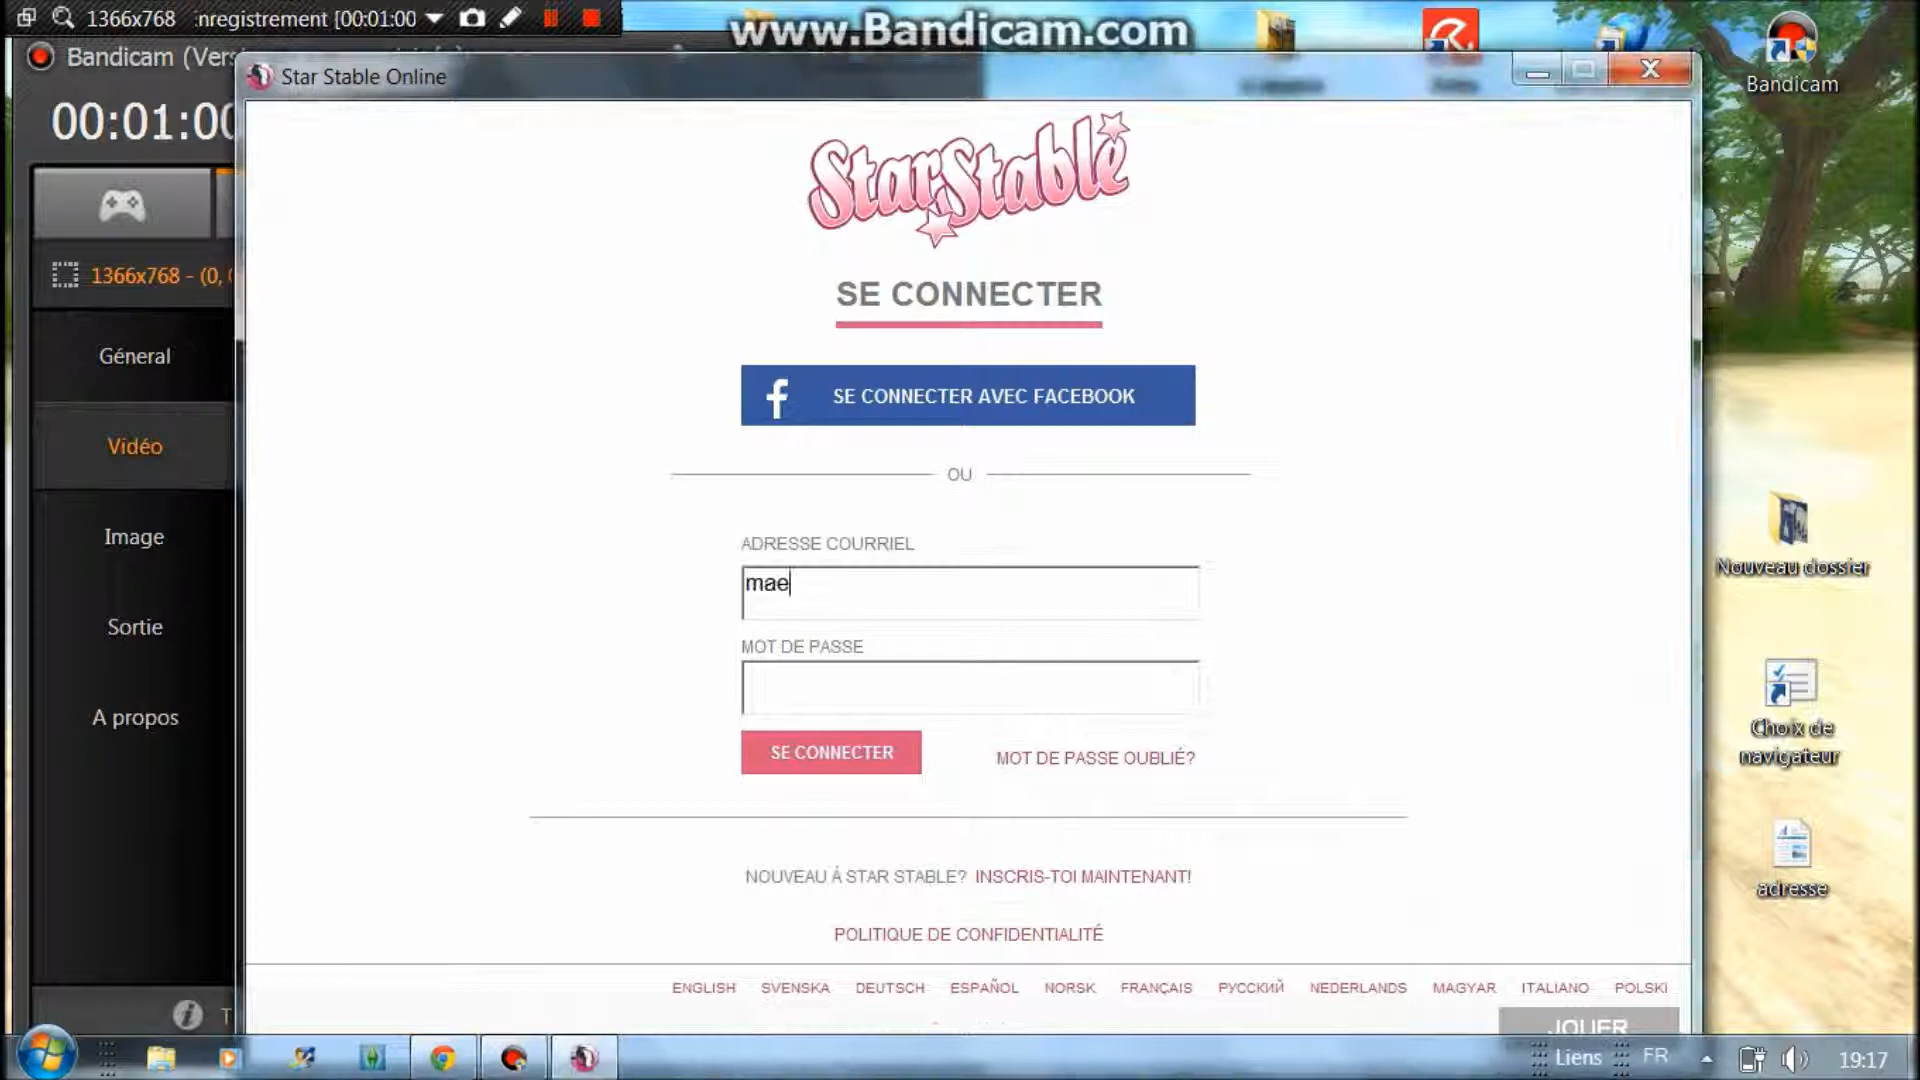 1366x768 nregistrement [00:01:00
www.Bandicam.com
Bandicam (Vers
Star Stable Online
Bandicam
00:01:00
StarStable
1366x768 - (0,
SE CONNECTER
Géneral
SE CONNECTER AVEC FACEBOOK
Vidéo
OU
Image
ADRESSE COURRIEL
mae
Nouveau dossier
Sortie
MOT DE PASSE
A propos
SE CONNECTER
MOT DE PASSE OUBLIÉ?
Choix de
navigateur
NOUVEAU À STAR STABLE? INSCRIS-TOI MAINTENANT!
adresse
POLITIQUE DE CONFIDENTIALITÉ
ENGLISH SVENSKA DEUTSCH ESPAÑOL NORSK FRANÇAIS РУССКИЙ NEDERLANDS MAGYAR ITALIANO POLSKI
T
JOUER
Liens FR 19:17